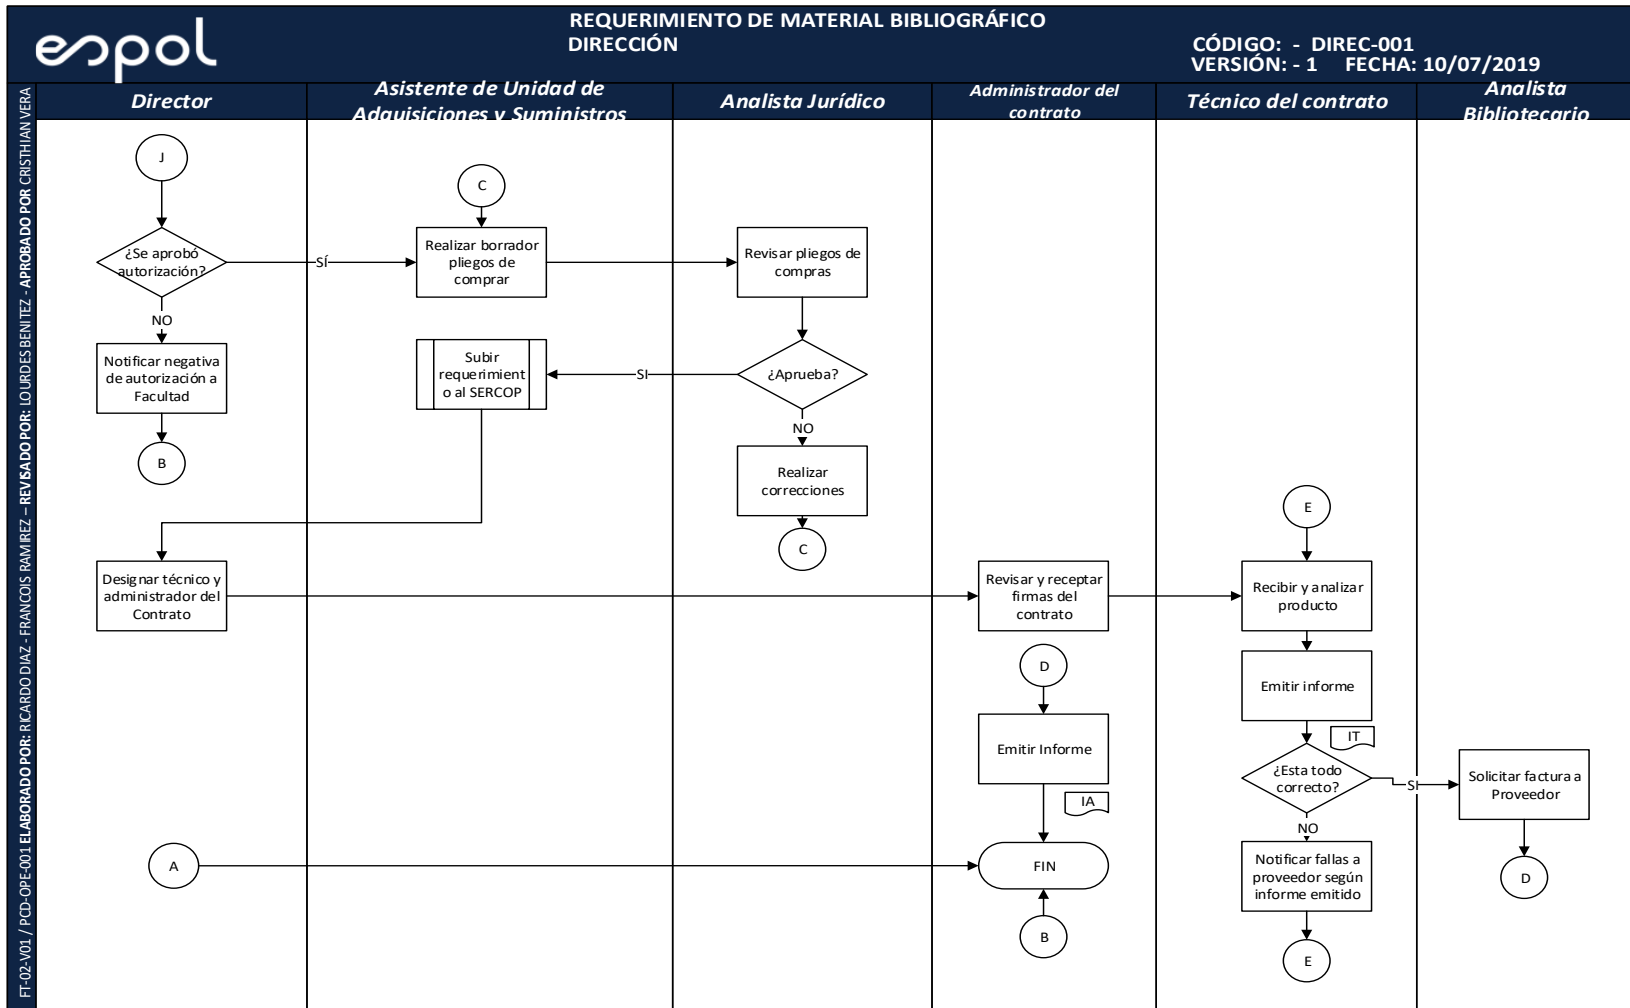 REQUERIMIENTO DE MATERIAL BIBLIOGRÁFICO
DIRECCIÓN
espol
CÓDIGO: - DIREC-001
VERSIÓN: - 1 FECHA: 10/07/2019
Director
Asistente de Unidad de
Adquisiciones y Suministros
Analista Jurídico
Administrador del
contrato
Técnico del contrato
Analista
Bibliotecario
FT-02-V01 / PCD-OPE-001 ELABORADO POR: RICARDO DIAZ - FRANCOIS RAMIREZ – REVISADO POR: LOURDES BENITEZ - APROBADO POR CRISTHIAN VERA
J
C
¿Se aprobó
autorización?
SÍ
Realizar borrador
pliegos de
comprar
Revisar pliegos de
compras
NO
Notificar negativa
de autorización a
Facultad
Subir
requerimient
o al SERCOP
SI
¿Aprueba?
NO
B
Realizar
correcciones
C
E
Designar técnico y
administrador del
Contrato
Revisar y receptar
firmas del
contrato
Recibir y analizar
producto
D
Emitir informe
IT
Emitir Informe
IA
¿Esta todo
correcto?
SI
Solicitar factura a
Proveedor
NO
A
FIN
Notificar fallas a
proveedor según
informe emitido
D
B
E